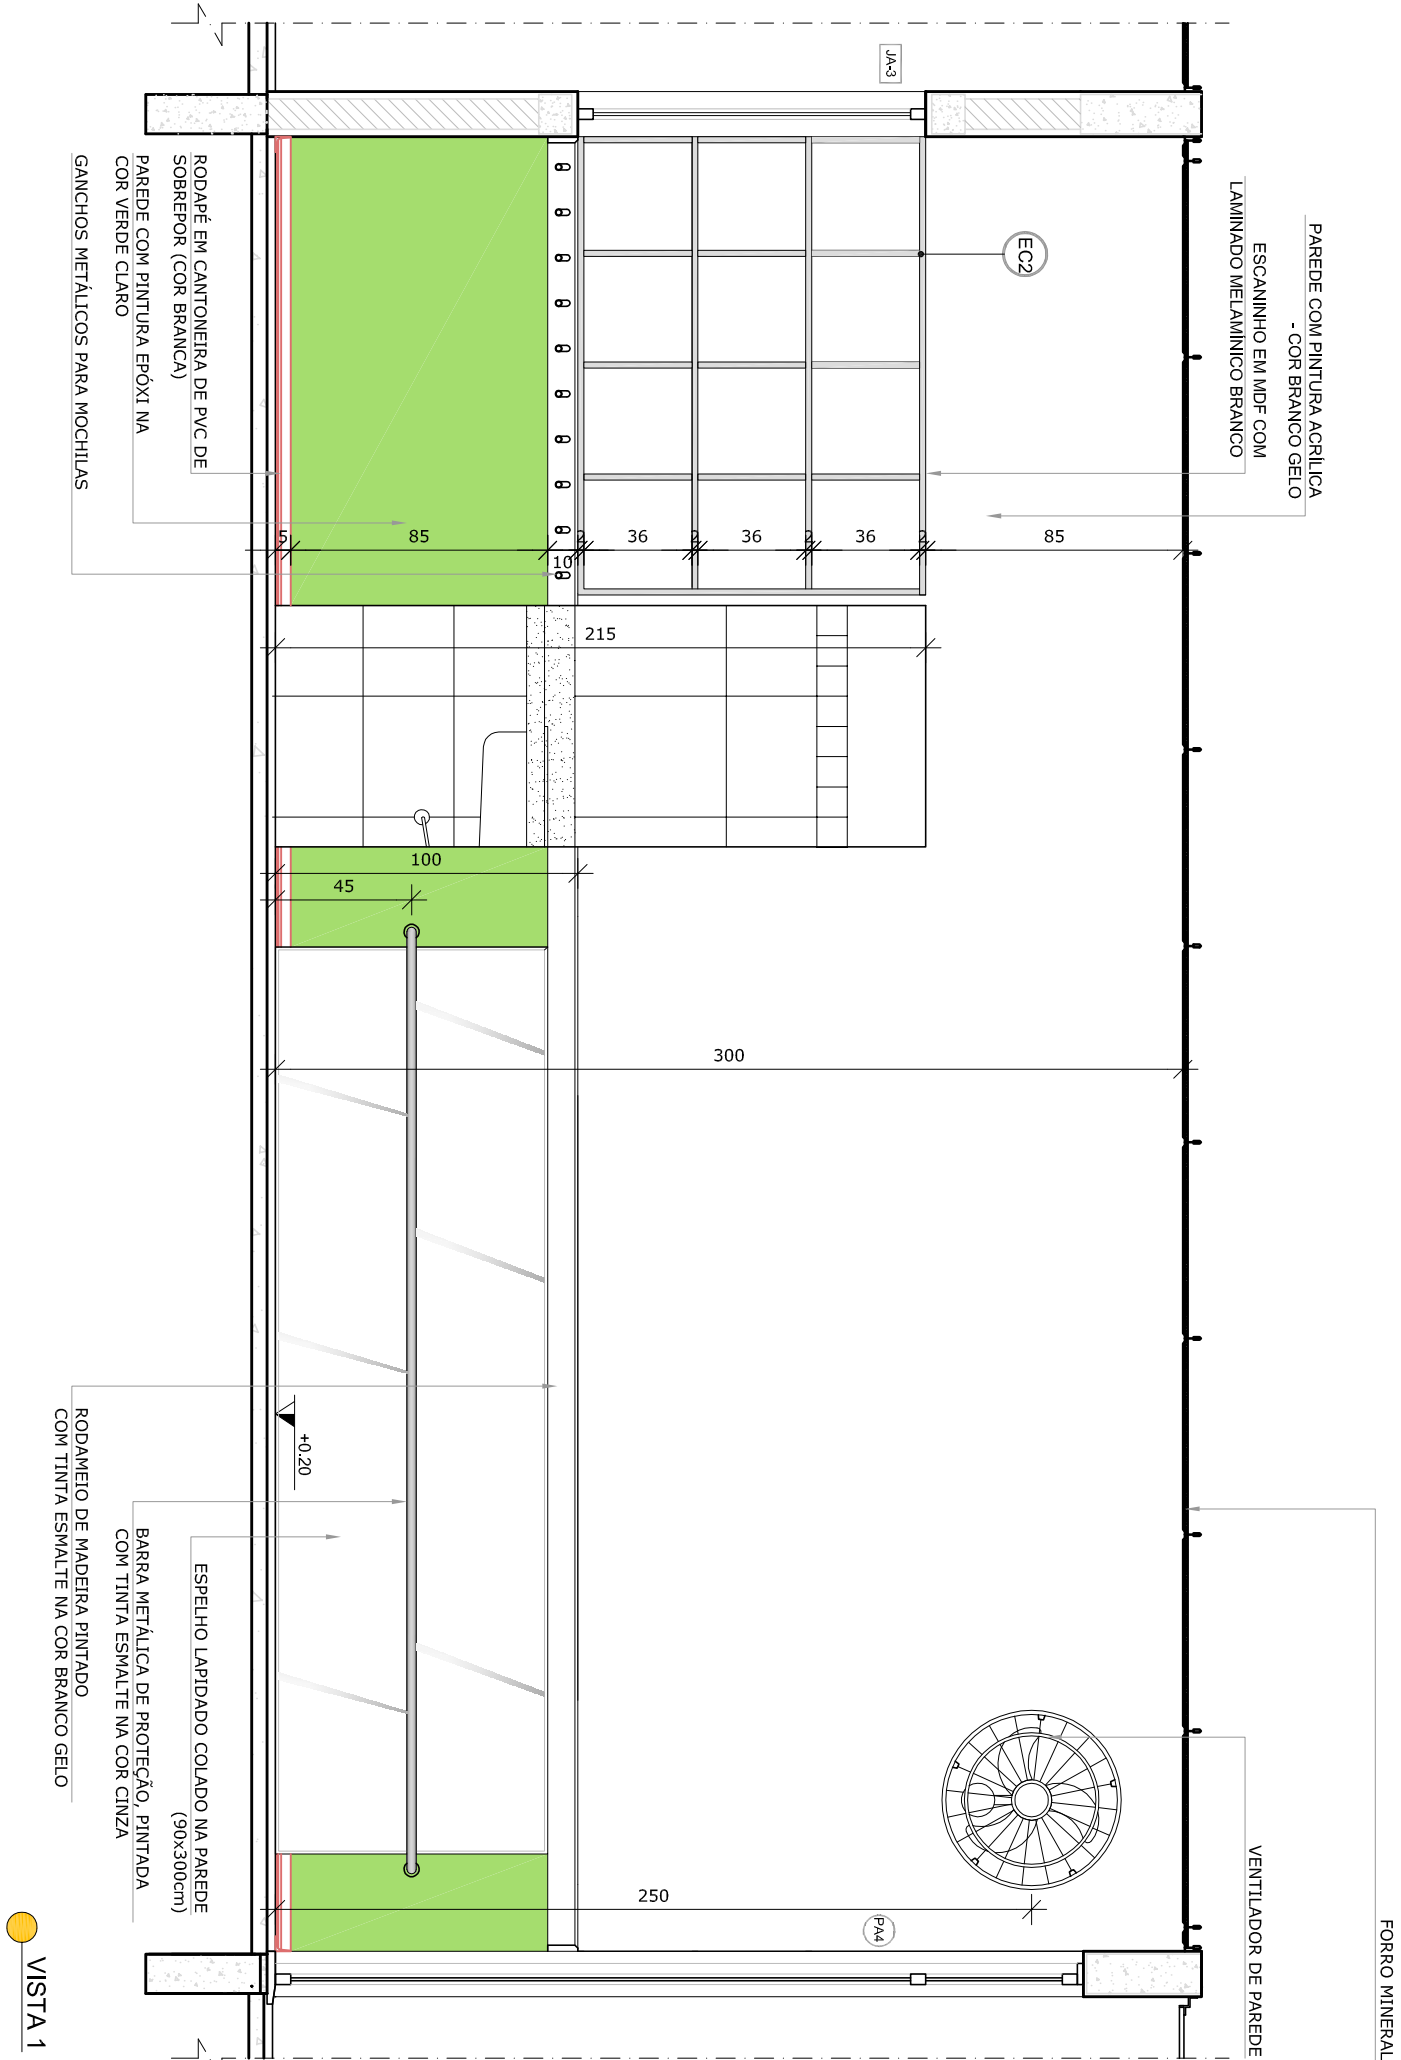 FORRO MINERAL
PAREDE COM PINTURA ACRÍLICA
- COR BRANCO GELO
ESCANINHO EM MDF COM
LAMINADO MELAMÍNICO BRANCO
VENTILADOR DE PAREDE
EC2
JA-3
PA4
5
85
10
2
36
2
36
2
36
2
85
215
100
45
300
250
+0.20
RODAPÉ EM CANTONEIRA DE PVC DE
SOBREPOR (COR BRANCA)
PAREDE COM PINTURA EPÓXI NA
COR VERDE CLARO
GANCHOS METÁLICOS PARA MOCHILAS
ESPELHO LAPIDADO COLADO NA PAREDE
(90x300cm)
BARRA METÁLICA DE PROTEÇÃO, PINTADA
COM TINTA ESMALTE NA COR CINZA
RODAMEIO DE MADEIRA PINTADO
COM TINTA ESMALTE NA COR BRANCO GELO
VISTA 1